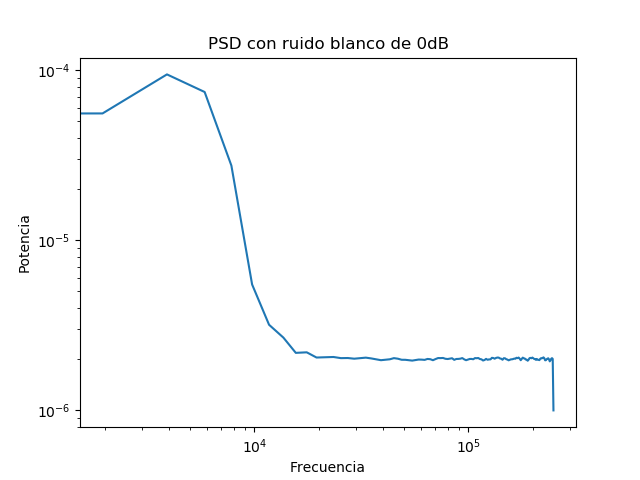 PSD con ruido blanco de 0dB
10⁻⁴
10⁻⁵
10⁻⁶
Potencia
10⁴
10⁵
Frecuencia